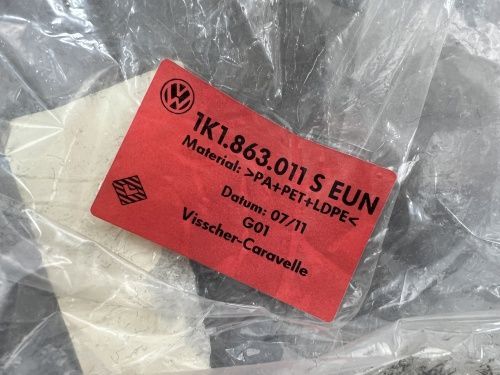 1K1.863.011 S EUN
Material: >PA+PET+LDPE<
Datum: 07/11
G01
Visscher-Caravelle